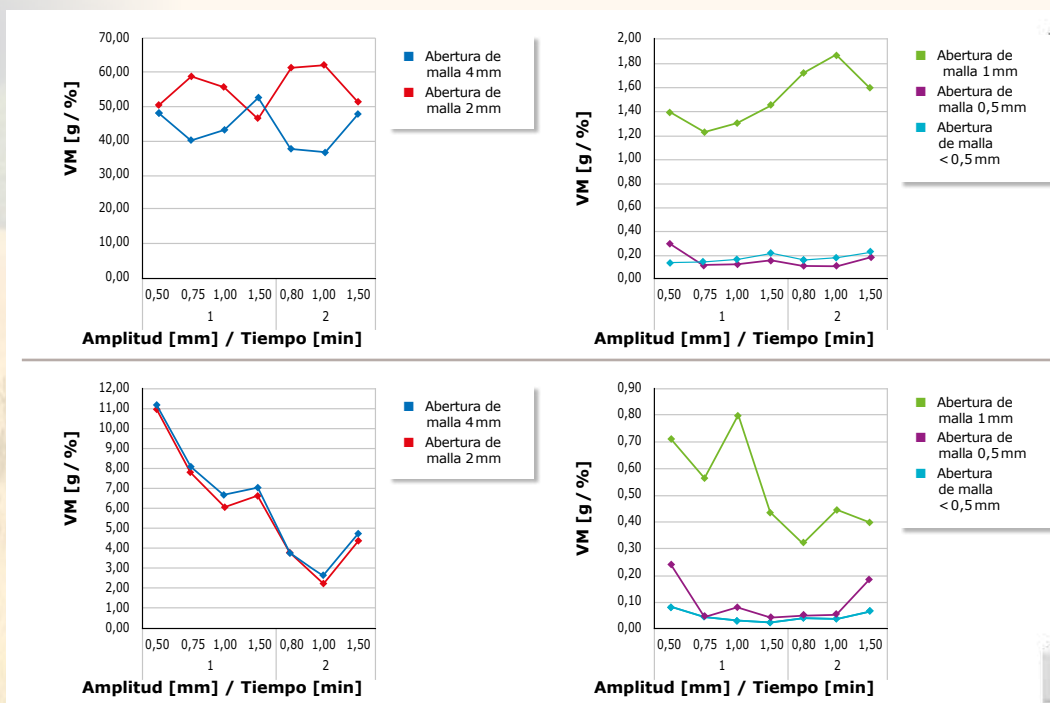 70,00
60,00
50,00
40,00
30,00
20,00
10,00
0,00
VM [g / %]
0,50 0,75 1,00 1,50 0,80 1,00 1,50
1 2
Amplitud [mm] / Tiempo [min]
Abertura de
malla 4 mm
Abertura de
malla 2 mm
2,00
1,80
1,60
1,40
1,20
1,00
0,80
0,60
0,40
0,20
0,00
VM [g / %]
0,50 0,75 1,00 1,50 0,80 1,00 1,50
1 2
Amplitud [mm] / Tiempo [min]
Abertura de
malla 1 mm
Abertura de
malla 0,5 mm
Abertura
de malla
< 0,5 mm
12,00
11,00
10,00
9,00
8,00
7,00
6,00
5,00
4,00
3,00
2,00
1,00
0,00
VM [g / %]
0,50 0,75 1,00 1,50 0,80 1,00 1,50
1 2
Amplitud [mm] / Tiempo [min]
Abertura de
malla 4 mm
Abertura de
malla 2 mm
0,90
0,80
0,70
0,60
0,50
0,40
0,30
0,20
0,10
0,00
VM [g / %]
0,50 0,75 1,00 1,50 0,80 1,00 1,50
1 2
Amplitud [mm] / Tiempo [min]
Abertura de
malla 1 mm
Abertura de
malla 0,5 mm
Abertura
de malla
< 0,5 mm